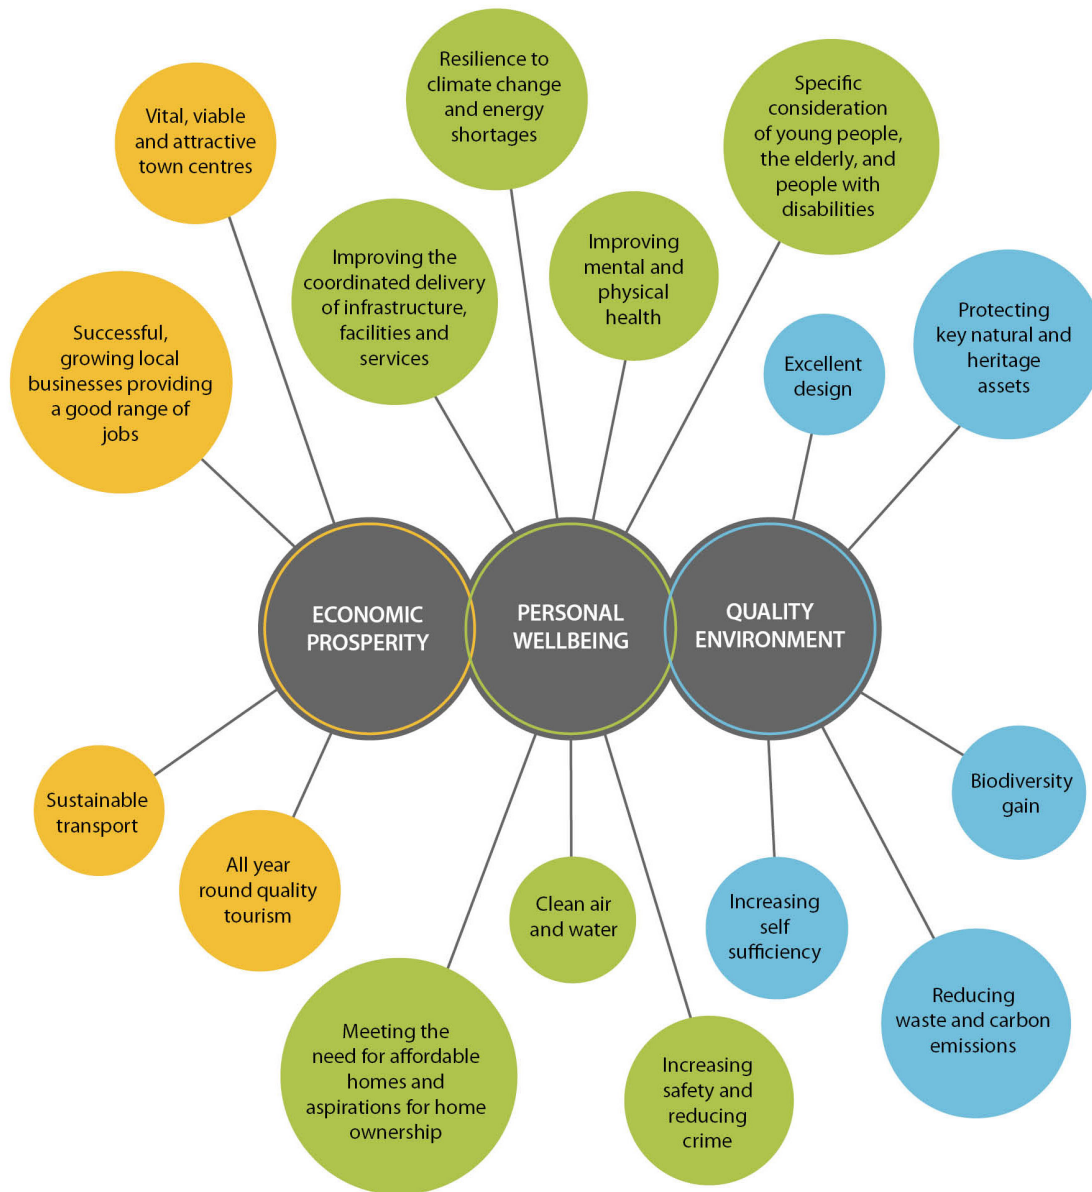 Resilience to
climate change
and energy
shortages
Specific
consideration
of young people,
the elderly, and
people with
disabilities
Vital, viable
and attractive
town centres
Improving the
coordinated delivery
of infrastructure,
facilities and
services
Improving
mental and
physical
health
Protecting
key natural and
heritage
assets
Successful,
growing local
businesses providing
a good range of
jobs
Excellent
design
ECONOMIC
PROSPERITY
PERSONAL
WELLBEING
QUALITY
ENVIRONMENT
Sustainable
transport
All year
round quality
tourism
Clean air
and water
Increasing
self
sufficiency
Biodiversity
gain
Meeting the
need for affordable
homes and
aspirations for home
ownership
Increasing
safety and
reducing
crime
Reducing
waste and carbon
emissions